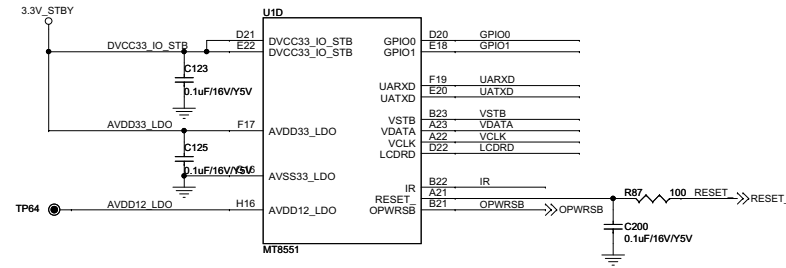 3.3V_STBY
U1D
DVCC33_IO_STB D21 DVCC33_IO_STB GPIO0 D20 GPIO0
E22 DVCC33_IO_STB GPIO1 E18 GPIO1
C123
0.1uF/16V/Y5V
UARXD F19 UARXD
UATXD E20 UATXD
VSTB B23 VSTB
AVDD33_LDO F17 AVDD33_LDO VDATA A23 VDATA
VCLK A22 VCLK
LCDRD D22 LCDRD
C125
0.1uF/16V/Y5V G16 AVSS33_LDO
IR B22 IR
RESET_ A21 R87 100 RESET_ RESET_
TP64 AVDD12_LDO H16 AVDD12_LDO OPWRSB B21 OPWRSB OPWRSB
C200
0.1uF/16V/Y5V
MT8551